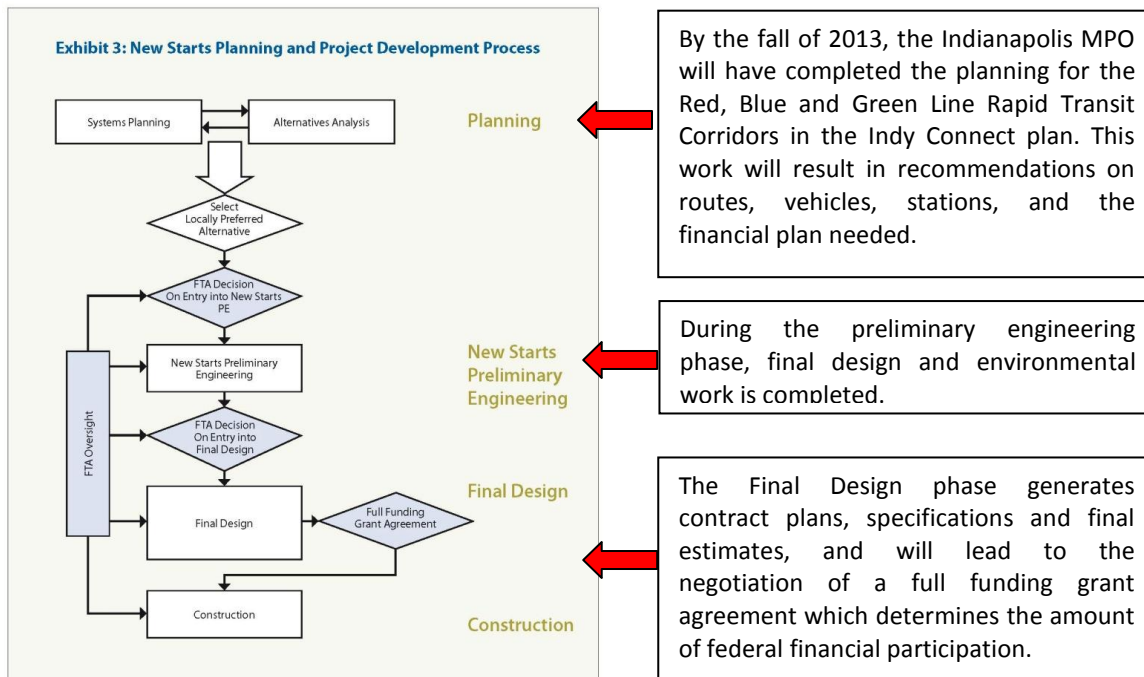 Exhibit 3: New Starts Planning and Project Development Process
Systems Planning
Alternatives Analysis
Planning
Select
Locally Preferred
Alternative
FTA Decision
On Entry into New Starts
PE
New Starts Preliminary
Engineering
New Starts
Preliminary
Engineering
FTA Decision
On Entry into
Final Design
FTA Oversight
Final Design
Full Funding
Grant Agreement
Final Design
Construction
Construction
By the fall of 2013, the Indianapolis MPO
will have completed the planning for the
Red, Blue and Green Line Rapid Transit
Corridors in the Indy Connect plan. This
work will result in recommendations on
routes, vehicles, stations, and the
financial plan needed.
During the preliminary engineering
phase, final design and environmental
work is completed.
The Final Design phase generates
contract plans, specifications and final
estimates, and will lead to the
negotiation of a full funding grant
agreement which determines the amount
of federal financial participation.